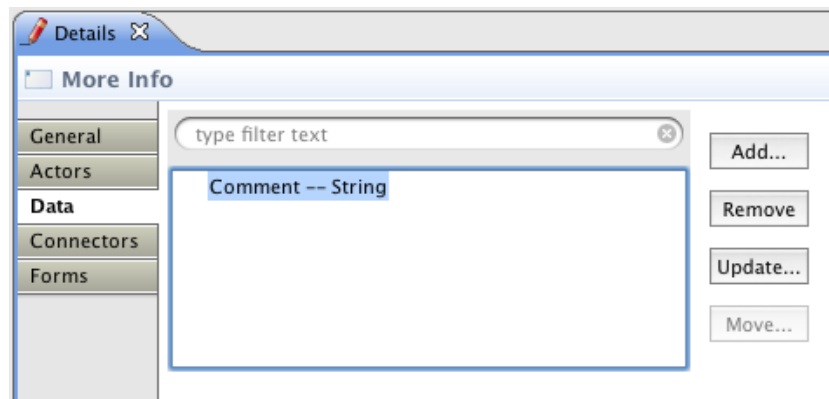 Details
More Info
General
Actors
Data
Connectors
Forms
type filter text
Comment -- String
Add...
Remove
Update...
Move...